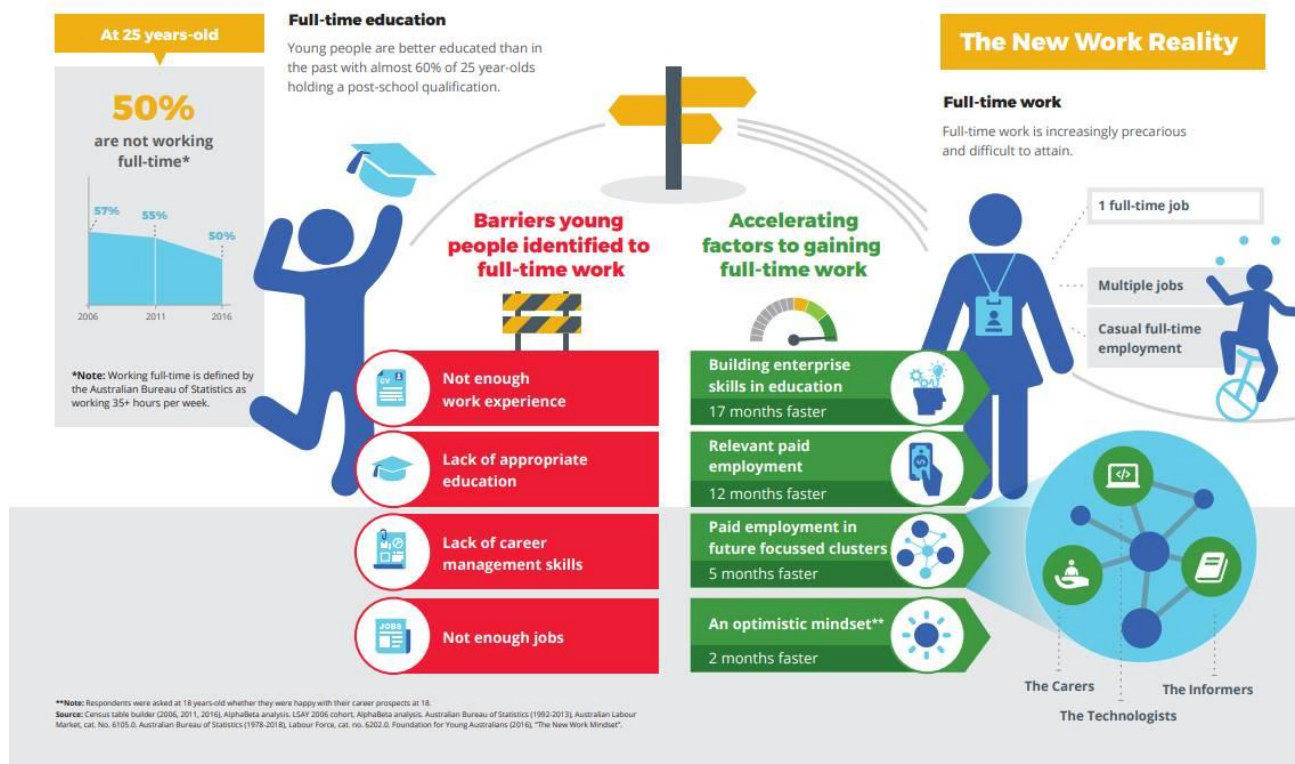 At 25 years-old
50%
are not working
full-time*
57%
55%
50%
2006
2011
2016
*Note: Working full-time is defined by
the Australian Bureau of Statistics as
working 35+ hours per week.
Full-time education
Young people are better educated than in
the past with almost 60% of 25 year-olds
holding a post-school qualification.
Barriers young
people identified to
full-time work
CV
Not enough
work experience
Lack of appropriate
education
Lack of career
management skills
JOBS
Not enough jobs
Accelerating
factors to gaining
full-time work
Building enterprise
skills in education
17 months faster
Relevant paid
employment
12 months faster
Paid employment in
future focussed clusters
5 months faster
An optimistic mindset**
2 months faster
The New Work Reality
Full-time work
Full-time work is increasingly precarious
and difficult to attain.
1 full-time job
Multiple jobs
Casual full-time
employment
</>
The Carers
The Informers
The Technologists
**Note: Respondents were asked at 18 years-old whether they were happy with their career prospects at 18.
Source: Census table builder (2006, 2011, 2016), AlphaBeta analysis. LSAY 2006 cohort, AlphaBeta analysis. Australian Bureau of Statistics (1992-2013), Australian Labour
Market, cat. No. 6105.0. Australian Bureau of Statistics (1978-2018), Labour Force, cat. no. 6202.0. Foundation for Young Australians (2016), "The New Work Mindset".